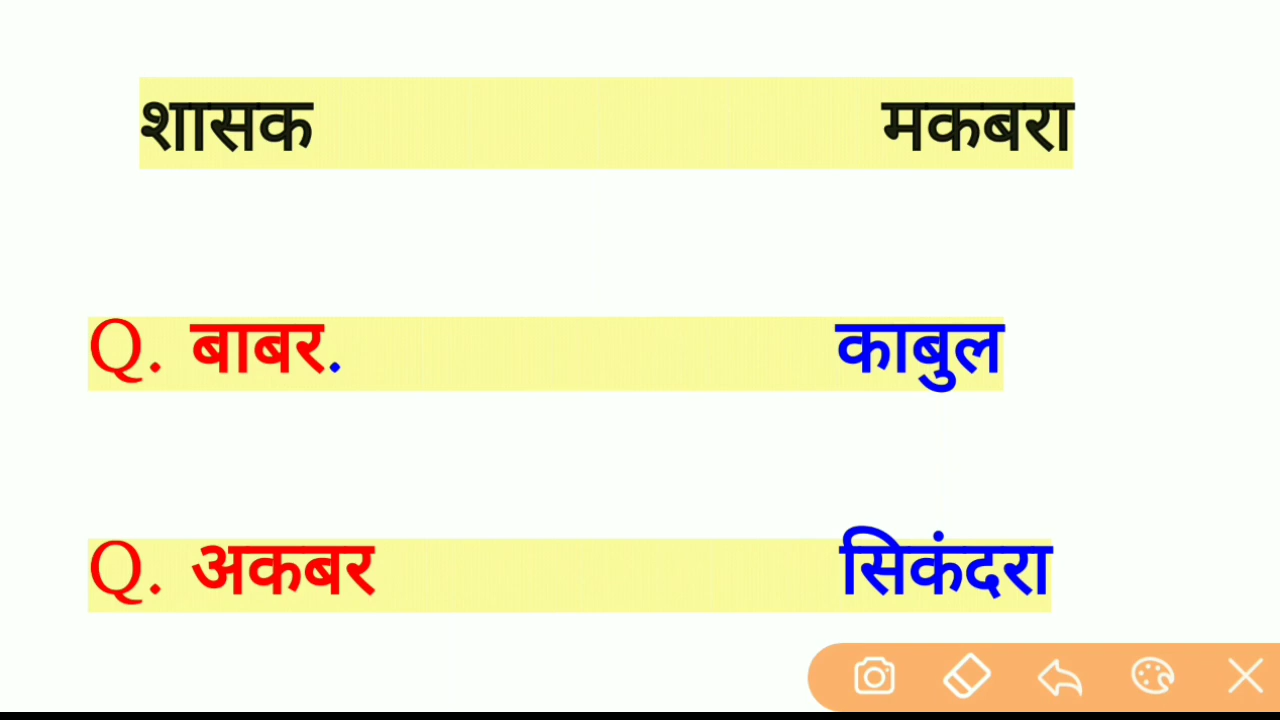 शासक मकबरा
Q. बाबर. काबुल
Q. अकबर सिकंदरा